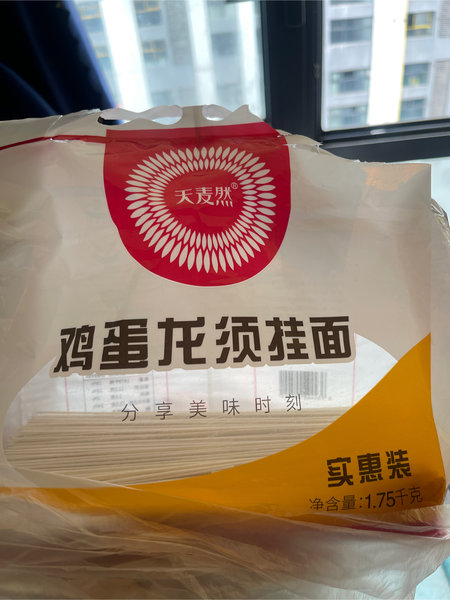 天麦然®
鸡蛋龙须挂面
分享美味时刻
实惠装
净含量:1.75千克